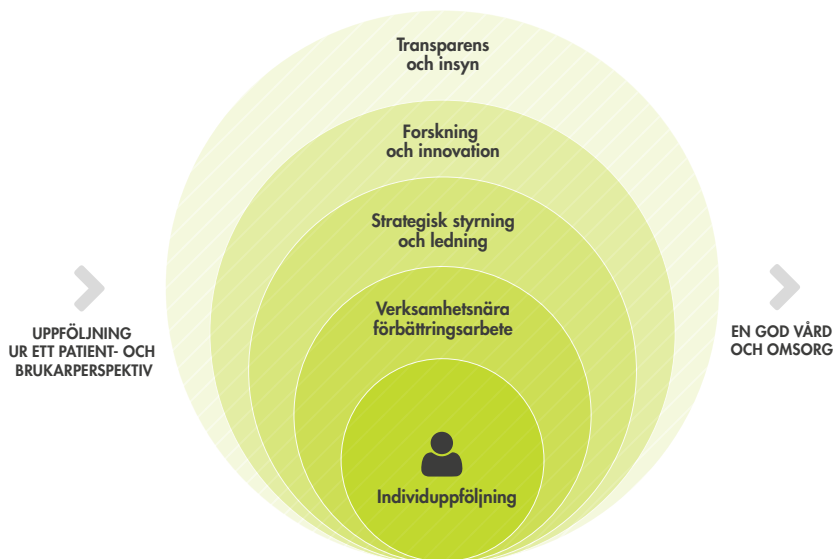 Transparens
och insyn
Forskning
och innovation
Strategisk styrning
och ledning
Verksamhetsnära
förbättringsarbete
Individuppföljning
UPPFÖLJNING
UR ETT PATIENT- OCH
BRUKARPERSPEKTIV
EN GOD VÅRD
OCH OMSORG